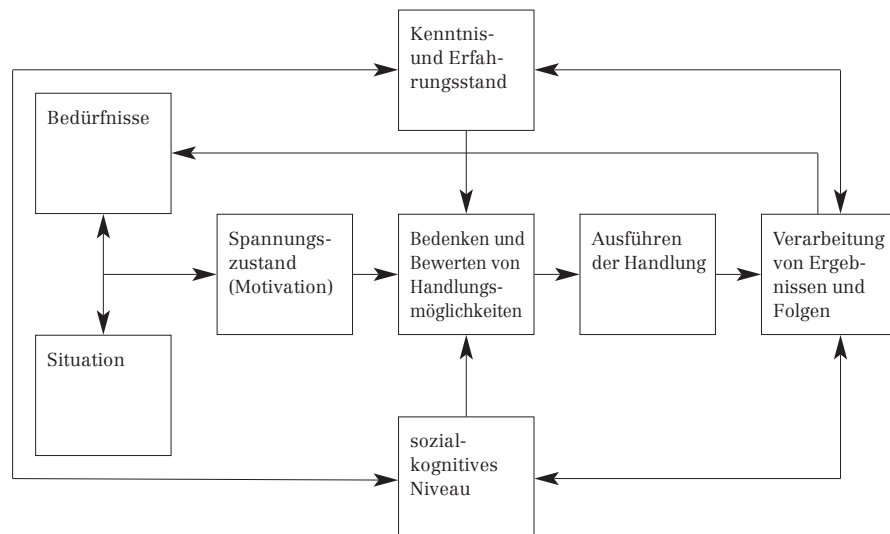 Kenntnis-
und Erfah-
rungsstand
Bedürfnisse
Spannungs-
zustand
(Motivation)
Bedenken und
Bewerten von
Handlungs-
möglichkeiten
Ausführen
der Handlung
Verarbeitung
von Ergeb-
nissen und
Folgen
Situation
sozial-
kognitives
Niveau